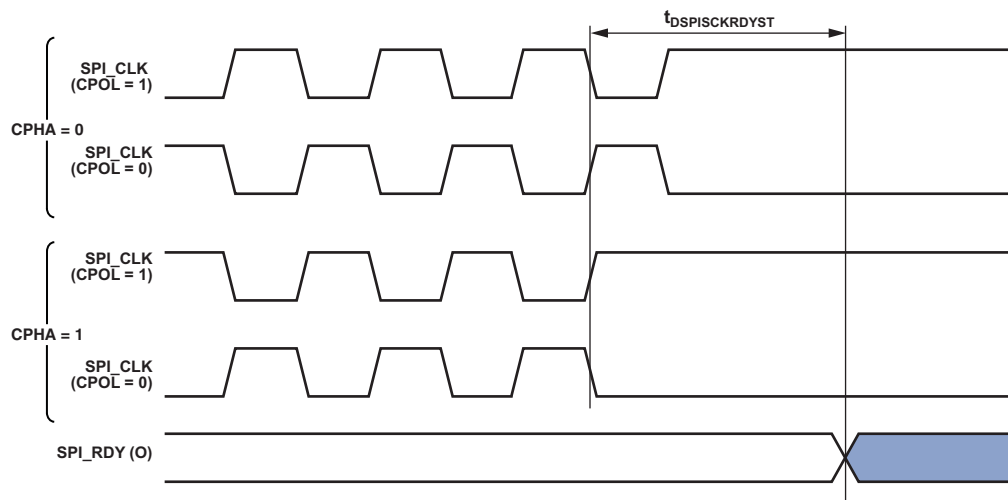 tDSPISCKRDYST
SPI_CLK
(CPOL = 1)
CPHA = 0
SPI_CLK
(CPOL = 0)
SPI_CLK
(CPOL = 1)
CPHA = 1
SPI_CLK
(CPOL = 0)
SPI_RDY (O)